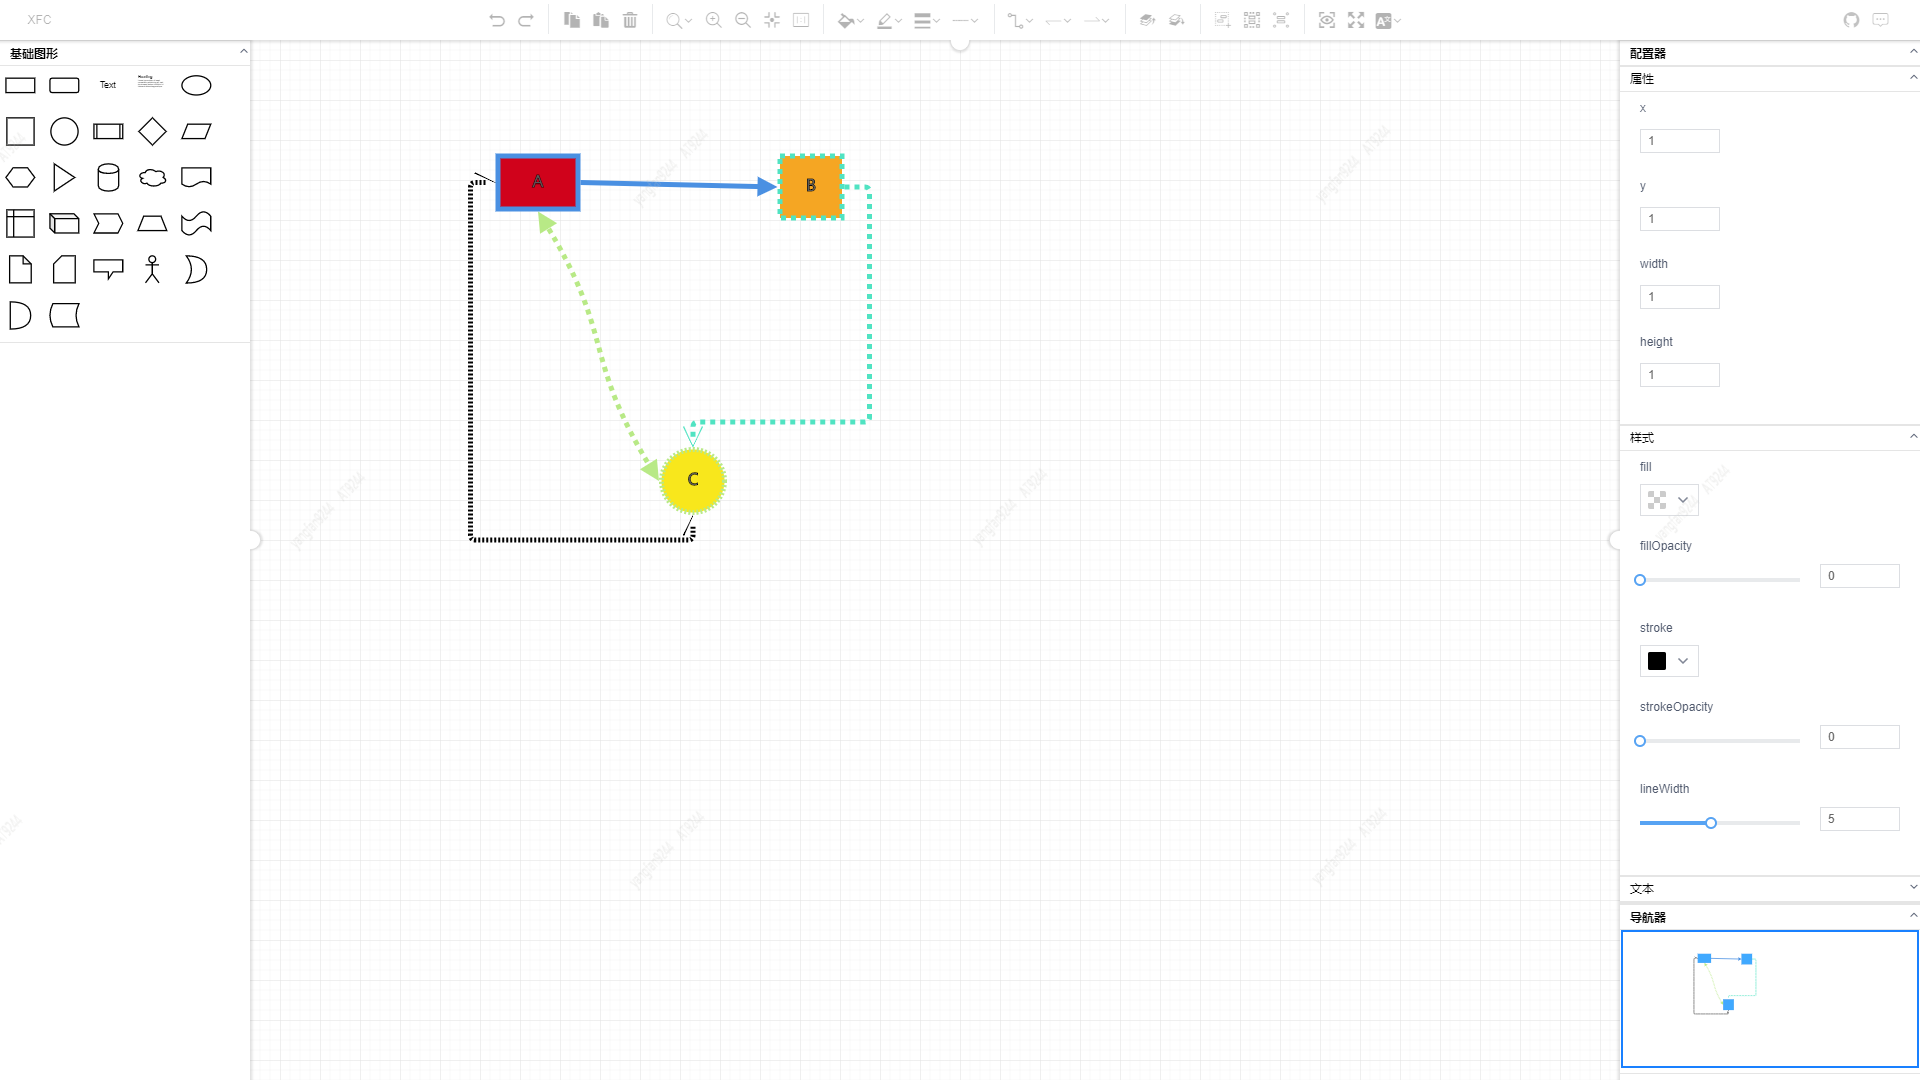 XFC
基础图形
Text
Heading
A
B
C
配置器
属性
x
1
y
1
width
1
height
1
样式
fill
fillOpacity
0
stroke
strokeOpacity
0
lineWidth
5
文本
导航器